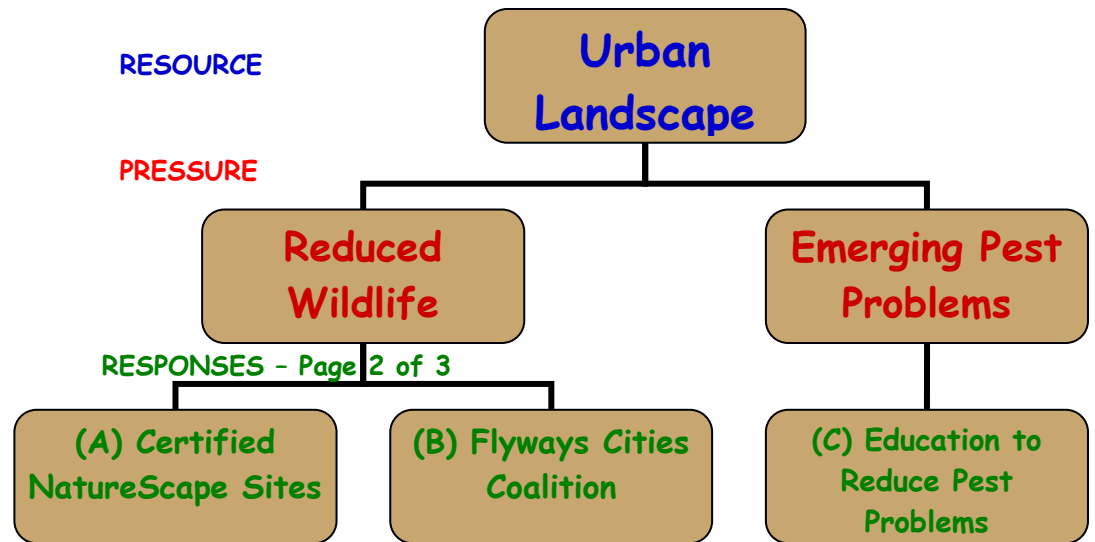 RESOURCE
Urban
Landscape
PRESSURE
Reduced
Wildlife
Emerging Pest
Problems
RESPONSES – Page 2 of 3
(A) Certified
NatureScape Sites
(B) Flyways Cities
Coalition
(C) Education to
Reduce Pest
Problems